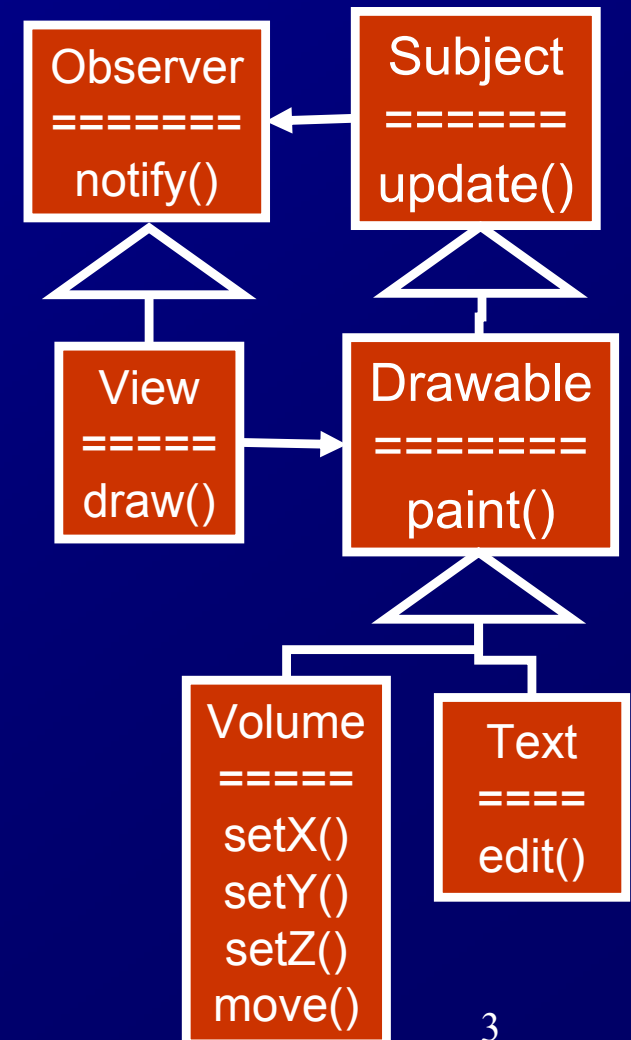 Observer
=======
notify()
Subject
======
update()
View
=====
draw()
Drawable
=======
paint()
Volume
=====
setX()
setY()
setZ()
move()
Text
====
edit()
3